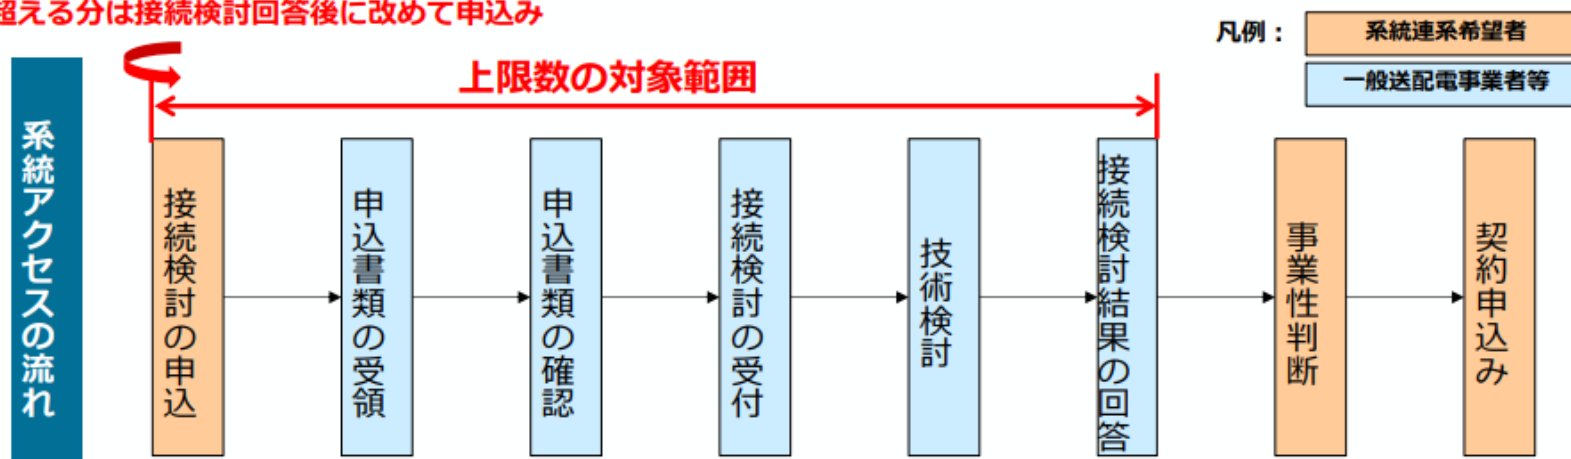 超える分は接続検討回答後に改めて申込み
凡例：
系統連系希望者
一般送配電事業者等
上限数の対象範囲
系統アクセスの流れ
接続検討の申込
申込書類の受領
申込書類の確認
接続検討の受付
技術検討
接続検討結果の回答
事業性判断
契約申込み